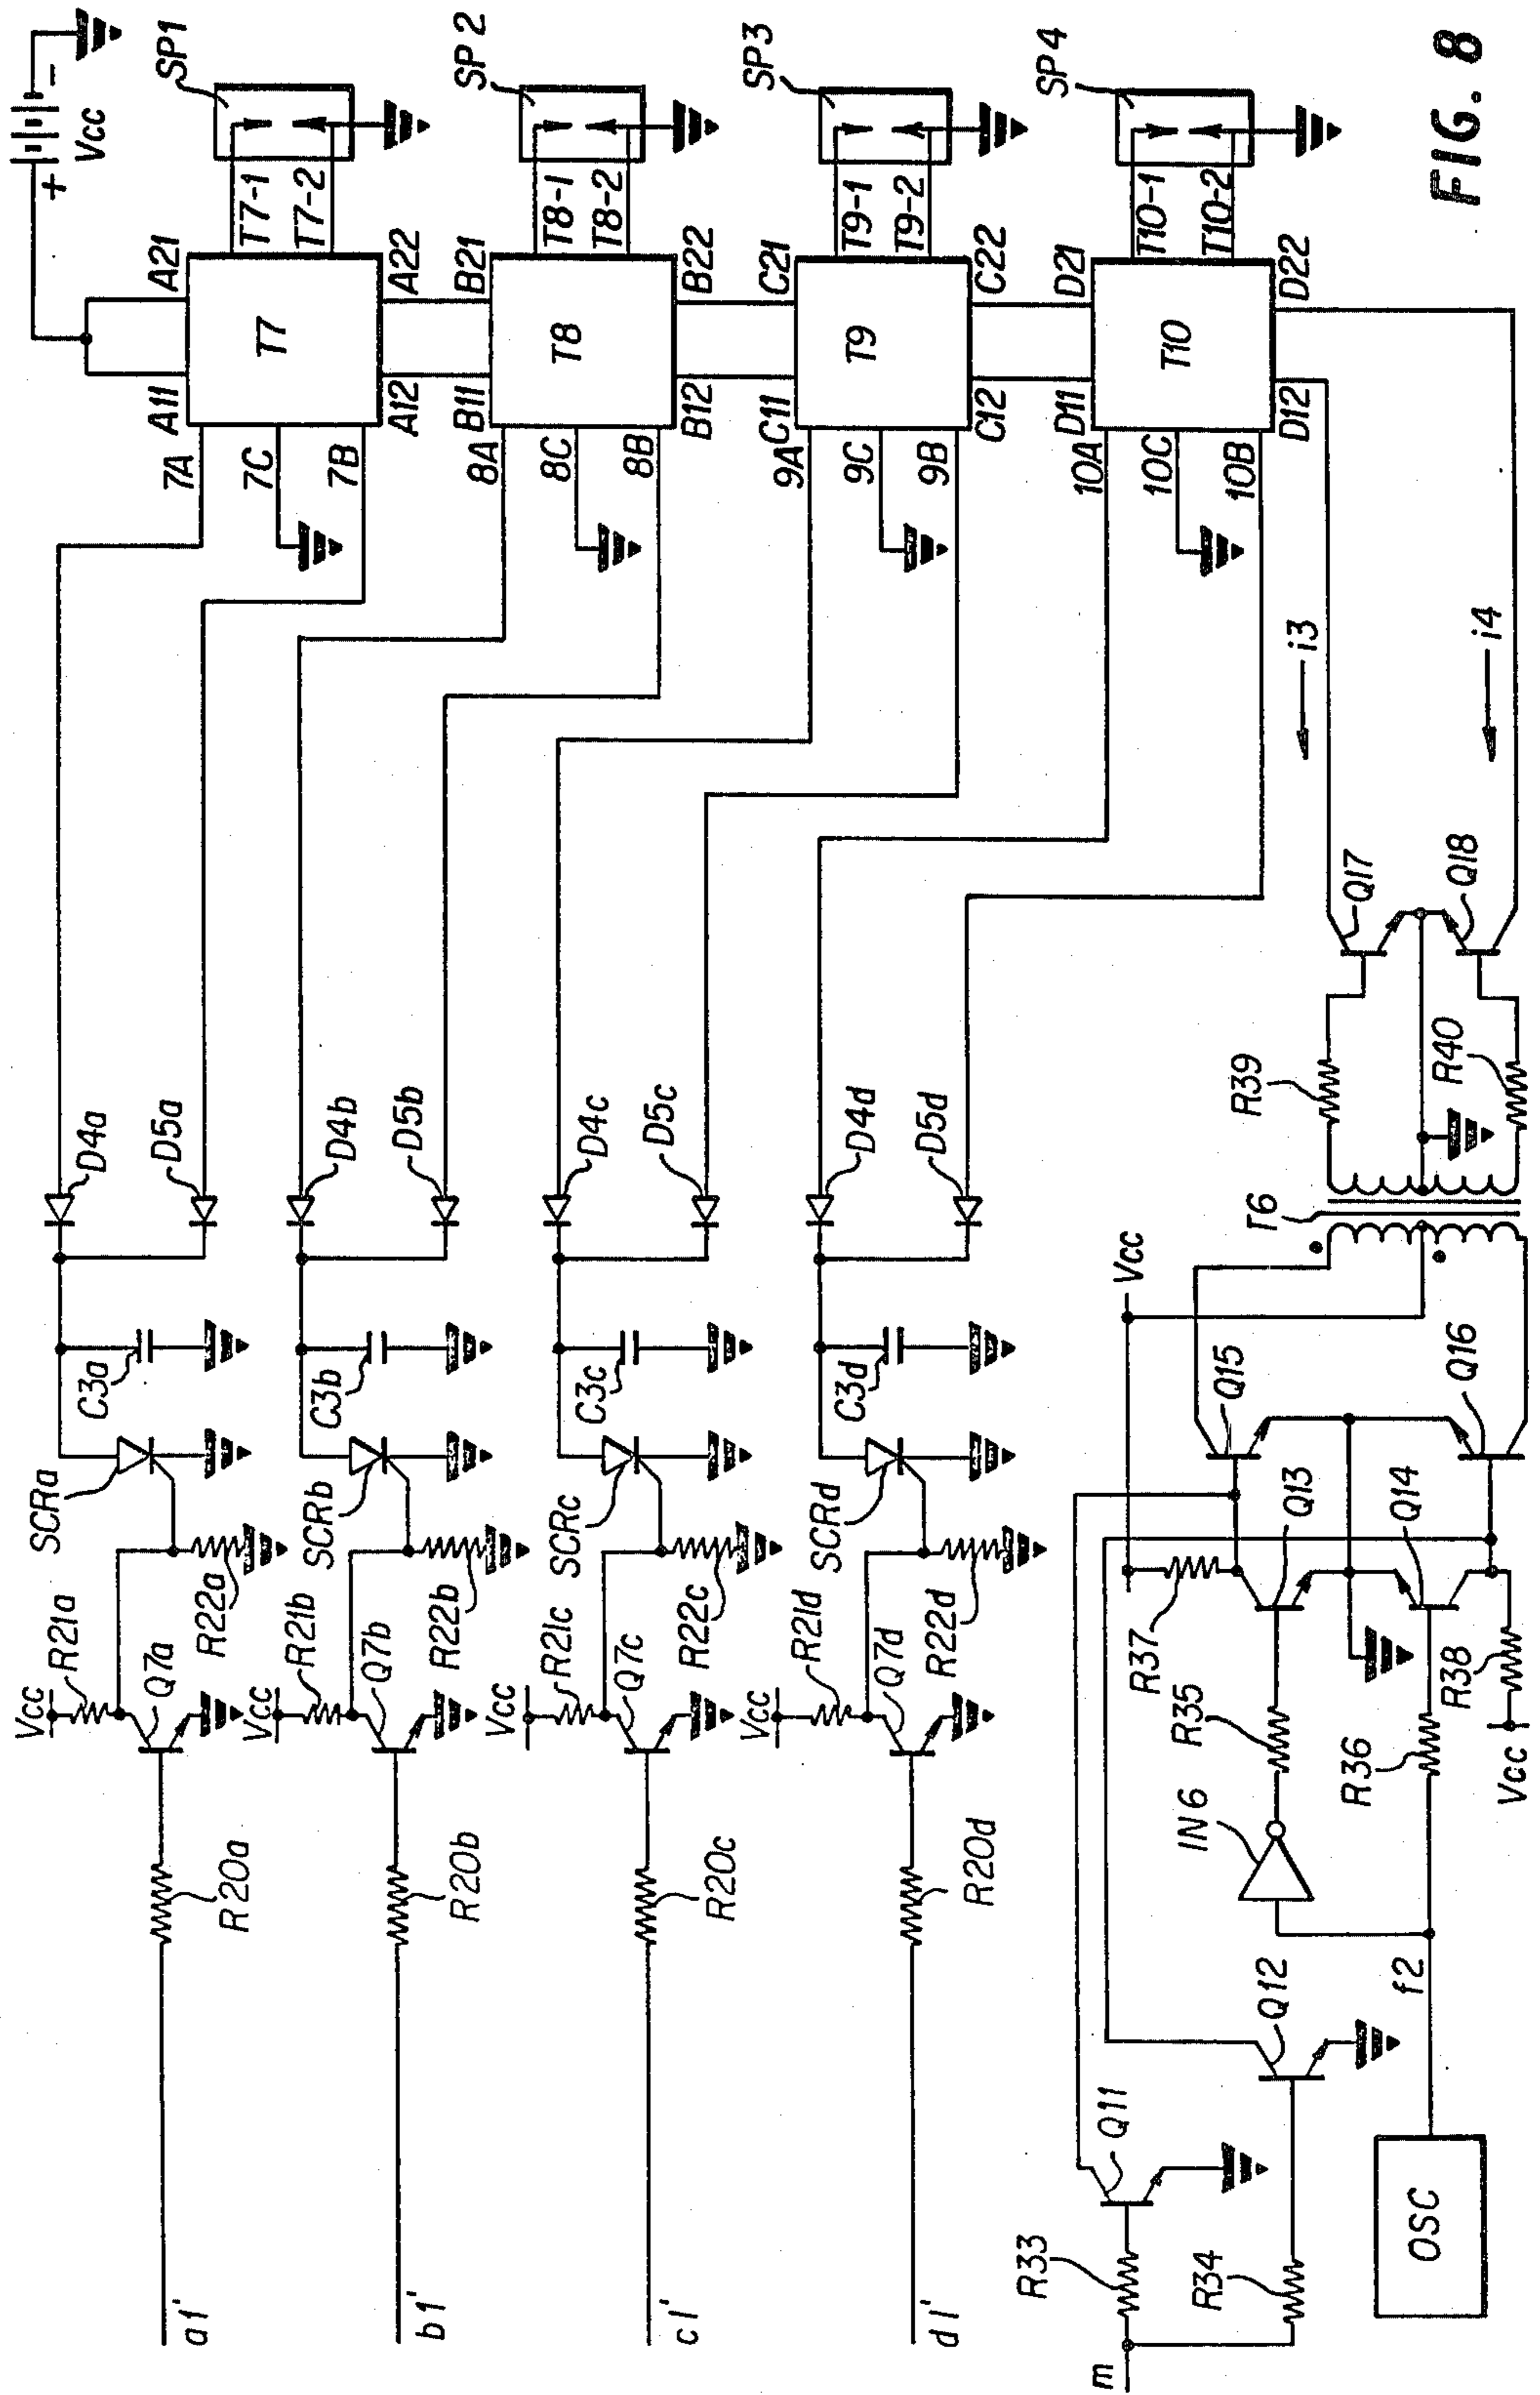 + Vcc −
SP1
SP 2
SP3
SP4
T7-1
T7-2
T8-1
T8-2
T9-1
T9-2
T10-1
T10-2
A11 A21
T7
A12 A22
B11 B21
T8
B12 B22
C11 C21
T9
C12 C22
D11 D21
T10
D12 D22
7A
7C
7B
8A
8C
8B
9A
9C
9B
10A
10C
10B
i3
i4
D4a
D5a
D4b
D5b
D4c
D5c
D4d
D5d
C3a
C3b
C3c
C3d
SCRa
SCRb
SCRc
SCRd
Vcc
R21a
Q7a
R22a
Vcc
R21b
Q7b
R22b
Vcc
R21c
Q7c
R22c
Vcc
R21d
Q7d
R22d
R20a
R20b
R20c
R20d
a1'
b1'
c1'
d1'
m
R33
R34
Q11
Q12
OSC
f2
IN6
R35
R36
R37
R38
Vcc
Vcc
Q13
Q14
Q15
Q16
T6
R39
R40
Q17
Q18
FIG. 8